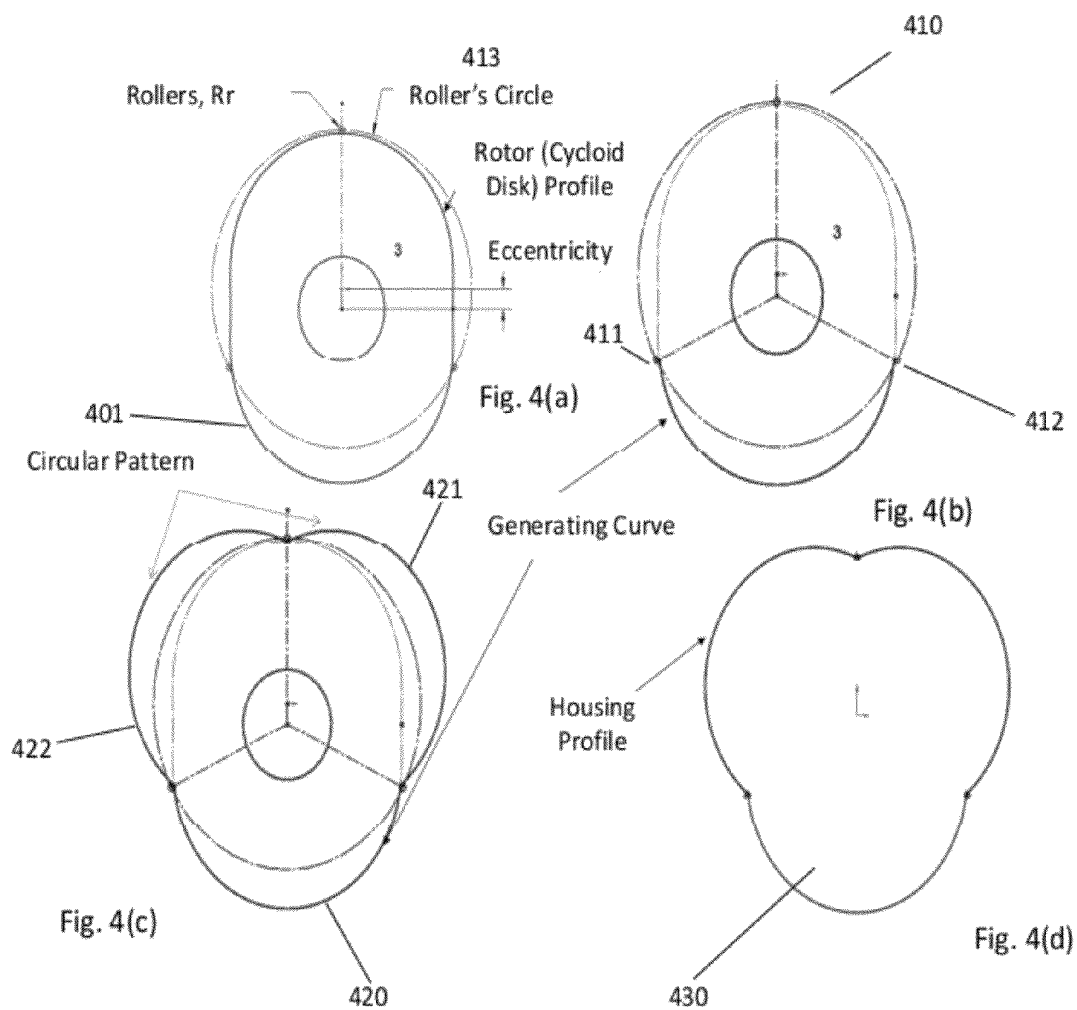 410
413
Rollers, Rr
Roller's Circle
Rotor (Cycloid
Disk) Profile
3
Eccentricity
3
411
Fig. 4(a)
401
412
Circular Pattern
421
Fig. 4(b)
Generating Curve
Housing
Profile
422
Fig. 4(c)
Fig. 4(d)
420
430